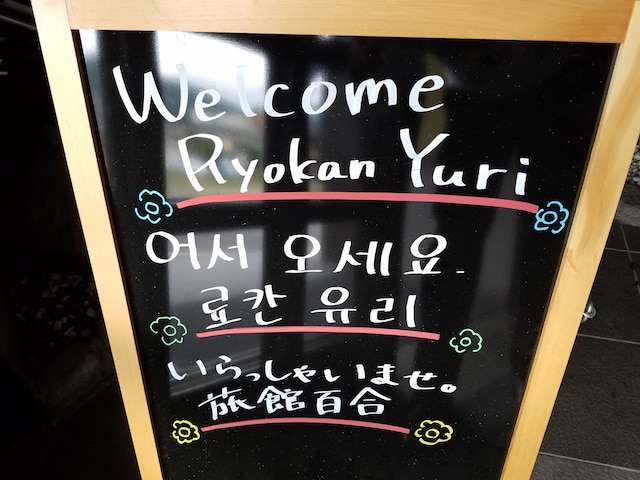 Welcome
Ryokan Yuri
어서 오세요.
료칸 유리
いらっしゃいませ。
旅館百合